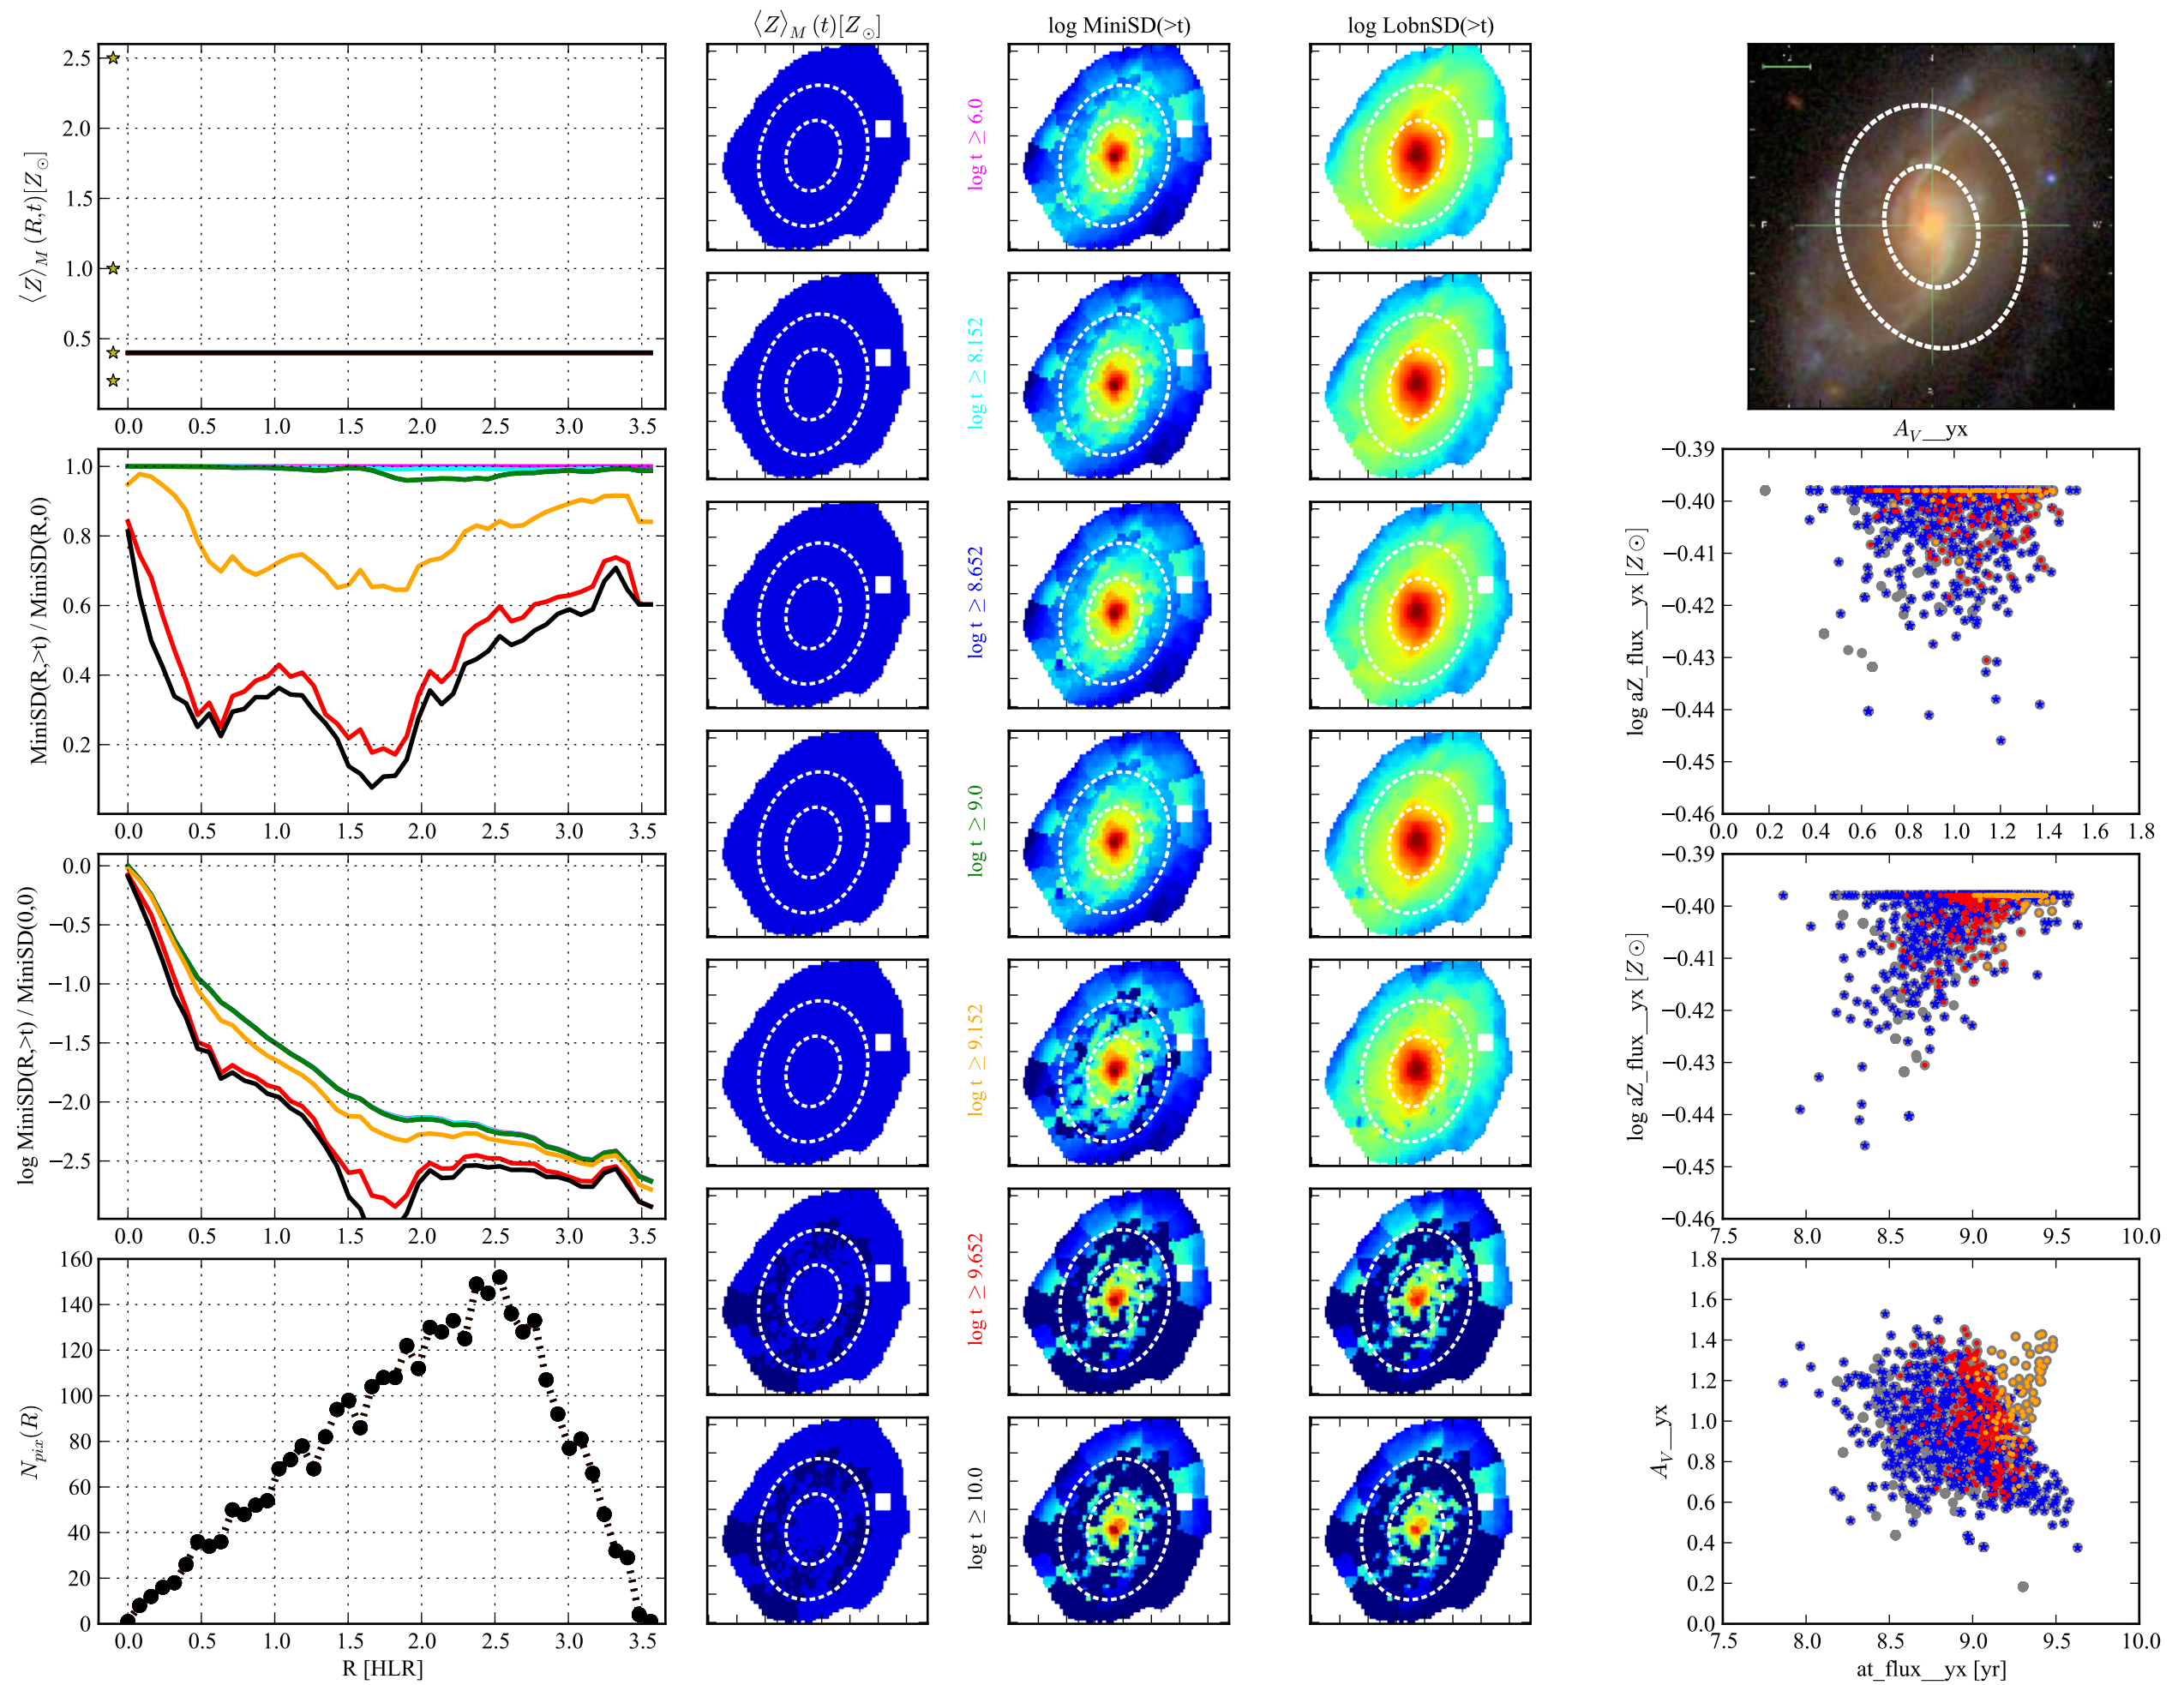 ⟨Z⟩_M (t)[Z_⊙]
log MiniSD(>t)
log LobnSD(>t)
⟨Z⟩_M (R,t)[Z_⊙]
2.5
2.0
1.5
1.0
0.5
0.0 0.5 1.0 1.5 2.0 2.5 3.0 3.5
MiniSD(R,>t) / MiniSD(R,0)
1.0
0.8
0.6
0.4
0.2
0.0 0.5 1.0 1.5 2.0 2.5 3.0 3.5
log MiniSD(R,>t) / MiniSD(0,0)
0.0
−0.5
−1.0
−1.5
−2.0
−2.5
0.0 0.5 1.0 1.5 2.0 2.5 3.0 3.5
N_pix(R)
160
140
120
100
80
60
40
20
0
0.0 0.5 1.0 1.5 2.0 2.5 3.0 3.5
R [HLR]
log t ≥ 6.0
log t ≥ 8.152
log t ≥ 8.652
log t ≥ 9.0
log t ≥ 9.152
log t ≥ 9.652
log t ≥ 10.0
A_V__yx
log aZ_flux__yx [Z⊙]
−0.39
−0.40
−0.41
−0.42
−0.43
−0.44
−0.45
−0.46
0.0 0.2 0.4 0.6 0.8 1.0 1.2 1.4 1.6 1.8
log aZ_flux__yx [Z⊙]
−0.39
−0.40
−0.41
−0.42
−0.43
−0.44
−0.45
−0.46
7.5 8.0 8.5 9.0 9.5 10.0
A_V__yx
1.8
1.6
1.4
1.2
1.0
0.8
0.6
0.4
0.2
0.0
7.5 8.0 8.5 9.0 9.5 10.0
at_flux__yx [yr]